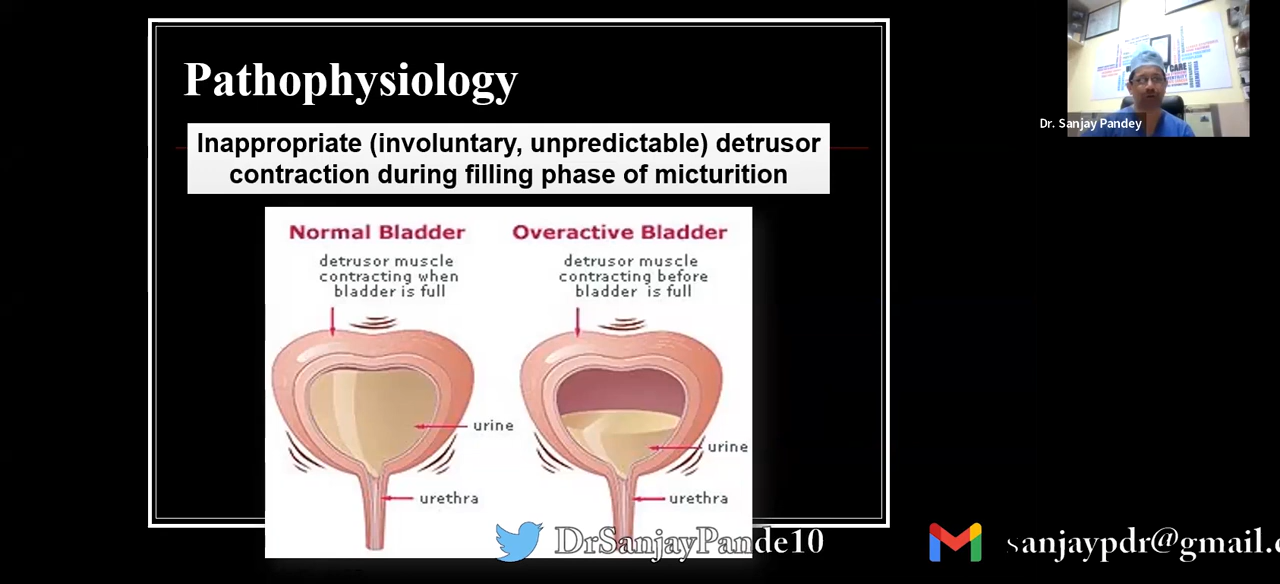 Pathophysiology
Inappropriate (involuntary, unpredictable) detrusor
contraction during filling phase of micturition
Normal Bladder
detrusor muscle
contracting when
bladder is full
urine
urethra
Overactive Bladder
detrusor muscle
contracting before
bladder is full
urine
urethra
Dr. Sanjay Pandey
CARE
DrSanjayPande10
sanjaypdr@gmail.c